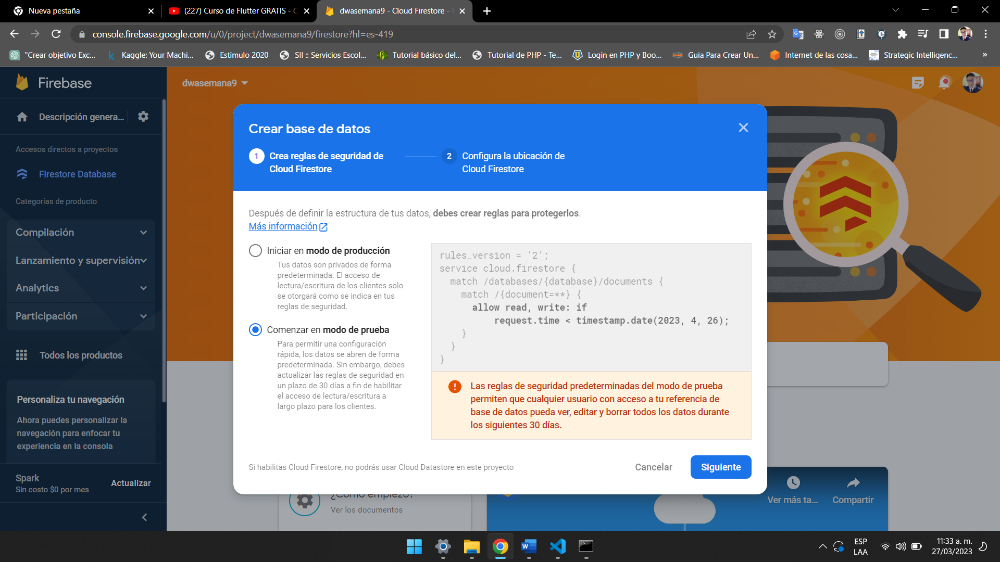 Nueva pestaña
(227) Curso de Flutter GRATIS - C
dwasemana9 - Cloud Firestore -
console.firebase.google.com/u/0/project/dwasemana9/firestore?hl=es-419
"Crear objetivo Exc...
Kaggle: Your Machi...
Estimulo 2020
SII :: Servicios Escol...
Tutorial básico del...
Tutorial de PHP - Te...
Login en PHP y Boo...
Guia Para Crear Un...
Internet de las cosa...
Strategic Intelligenc...
»
Firebase
dwasemana9
Descripción genera...
Accesos directos a proyectos
Firestore Database
Categorías de producto
Compilación
Lanzamiento y supervisión
Analytics
Participación
Todos los productos
Personaliza tu navegación
Ahora puedes personalizar la
navegación para enfocar tu
experiencia en la consola
Spark
Sin costo $0 por mes
Actualizar
Crear base de datos
1
Crea reglas de seguridad de
Cloud Firestore
2
Configura la ubicación de
Cloud Firestore
Después de definir la estructura de tus datos, debes crear reglas para protegerlos.
Más información
Iniciar en modo de producción
Tus datos son privados de forma
predeterminada. El acceso de
lectura/escritura de los clientes solo
se otorgará como se indica en tus
reglas de seguridad.
Comenzar en modo de prueba
Para permitir una configuración
rápida, los datos se abren de forma
predeterminada. Sin embargo, debes
actualizar las reglas de seguridad en
un plazo de 30 días a fin de habilitar
el acceso de lectura/escritura a
largo plazo para los clientes.
rules_version = '2';
service cloud.firestore {
match /databases/{database}/documents {
match /{document=**} {
allow read, write: if
request.time < timestamp.date(2023, 4, 26);
}
}
}
Las reglas de seguridad predeterminadas del modo de prueba
permiten que cualquier usuario con acceso a tu referencia de
base de datos pueda ver, editar y borrar todos los datos durante
los siguientes 30 días.
Si habilitas Cloud Firestore, no podrás usar Cloud Datastore en este proyecto
Cancelar
Siguiente
¿Cómo empiezo?
Ver los documentos
Ver más ta...
Compartir
ESP
LAA
11:33 a. m.
27/03/2023